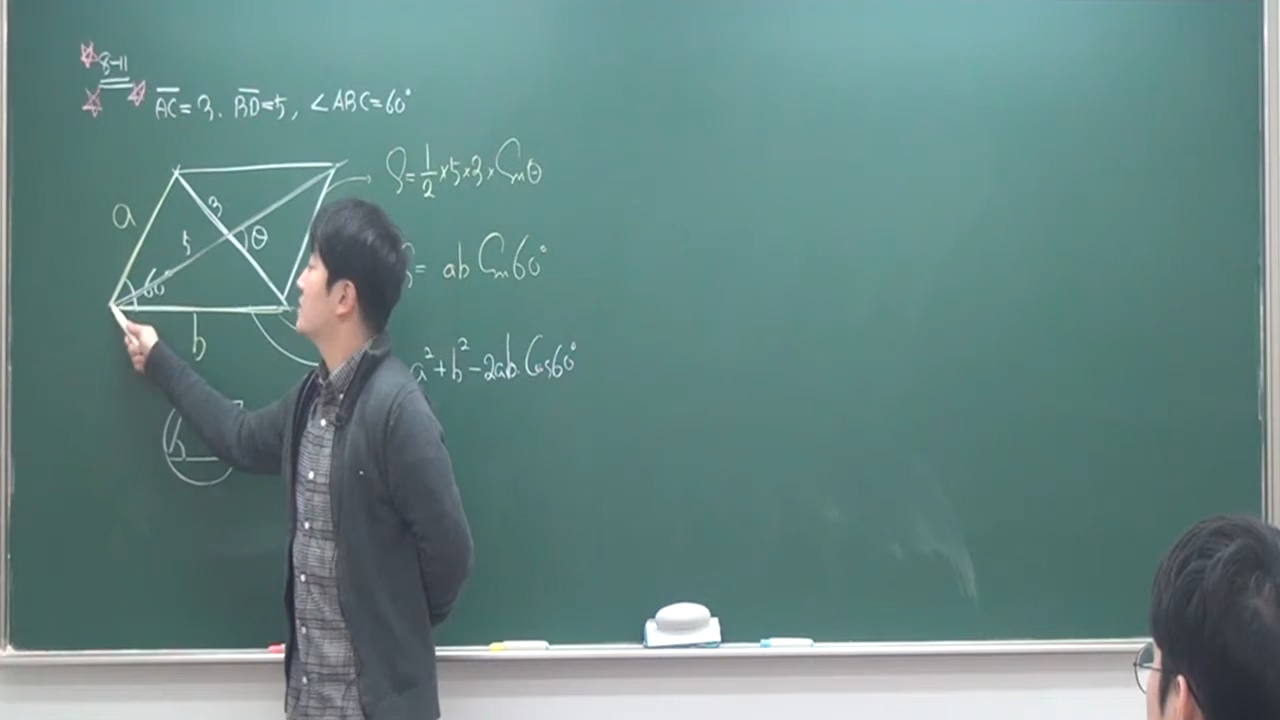 8-11
AC=3, BD=5, ∠ABC=60°
S=1/2×5×3×Sinθ
a
3
5
θ
60°
S= ab Sin60°
b
a²+b²-2ab Cos60°